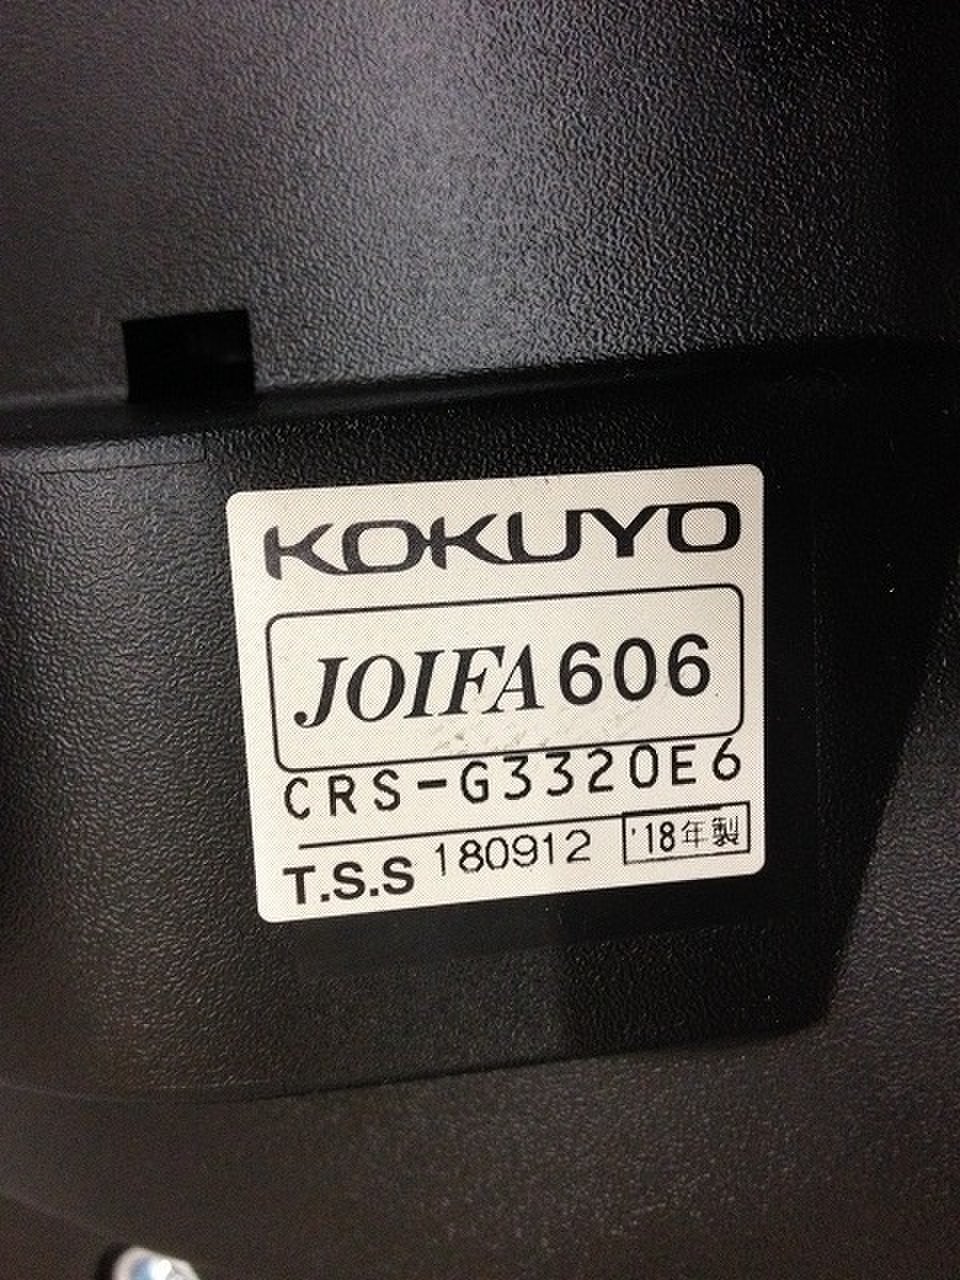 KOKUYO
JOIFA 606
CRS-G3320E6
T.S.S 180912 '18年製